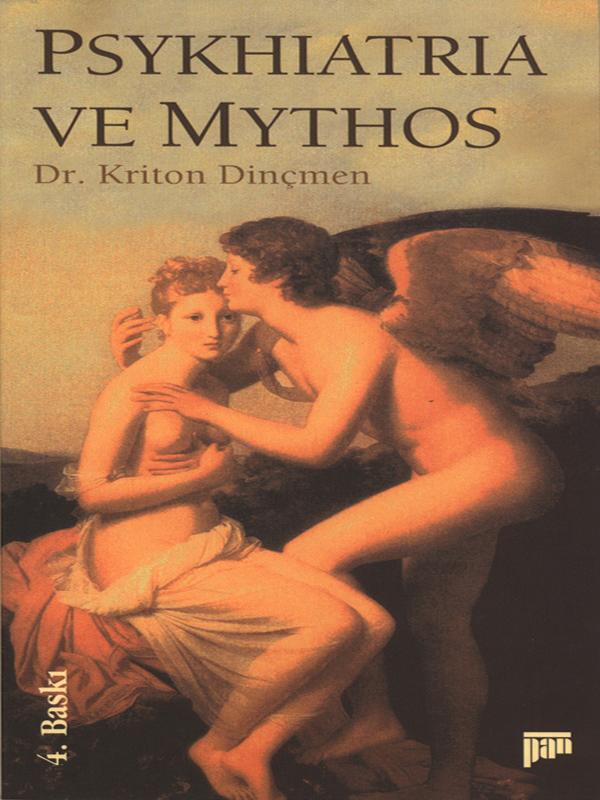 PSYKHIATRIA
VE MYTHOS
Dr. Kriton Dinçmen
4. Baskı
pan